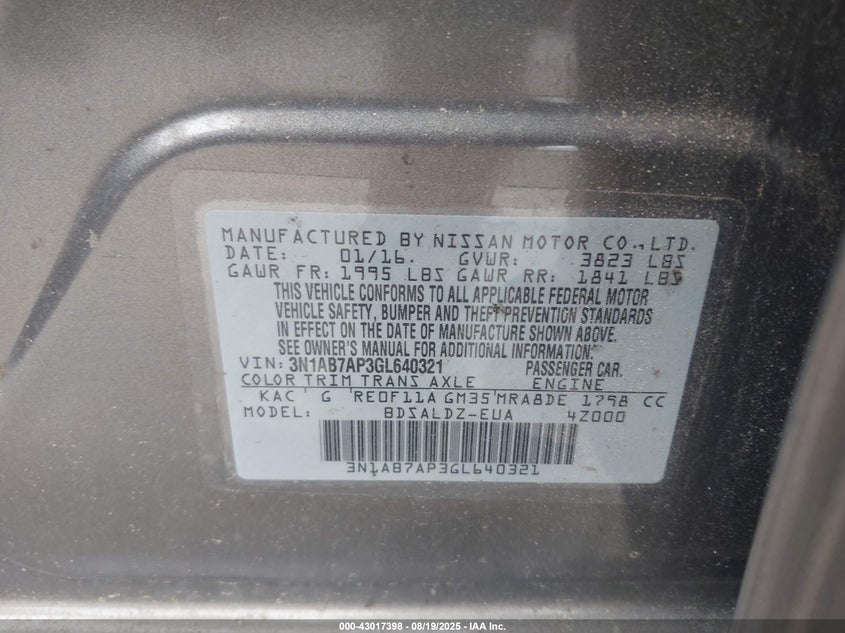 MANUFACTURED BY NISSAN MOTOR CO., LTD.
DATE: 01/16. GVWR: 3823 LBS
GAWR FR: 1995 LBS GAWR RR: 1841 LBS
THIS VEHICLE CONFORMS TO ALL APPLICABLE FEDERAL MOTOR
VEHICLE SAFETY, BUMPER AND THEFT PREVENTION STANDARDS
IN EFFECT ON THE DATE OF MANUFACTURE SHOWN ABOVE.
SEE OWNER'S MANUAL FOR ADDITIONAL INFORMATION.
VIN: 3N1AB7AP3GL640321 PASSENGER CAR.
COLOR TRIM TRANS AXLE ENGINE
KAC G RE0F11A GM35 MRA8DE 1798 CC
MODEL: BDSALDZ-EUA 4Z000
3N1AB7AP3GL640321
000-43017398 - 08/19/2025 - IAA Inc.